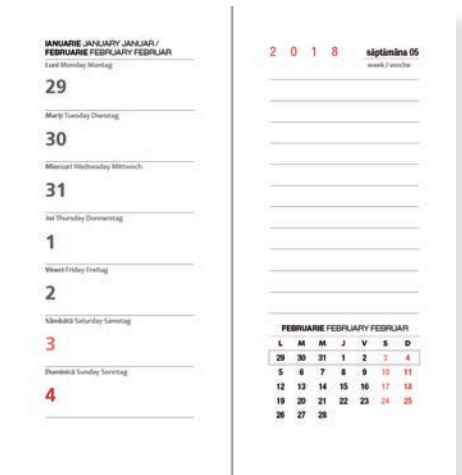 IANUARIE JANUARY JANUAR /
FEBRUARIE FEBRUARY FEBRUAR
Luni Monday Montag
29
Marți Tuesday Dienstag
30
Miercuri Wednesday Mittwoch
31
Joi Thursday Donnerstag
1
Vineri Friday Freitag
2
Sâmbătă Saturday Samstag
3
Duminică Sunday Sonntag
4
2 0 1 8 săptămâna 05
week / woche
FEBRUARIE FEBRUARY FEBRUAR
L M M J V S D
29 30 31 1 2 3 4
5 6 7 8 9 10 11
12 13 14 15 16 17 18
19 20 21 22 23 24 25
26 27 28